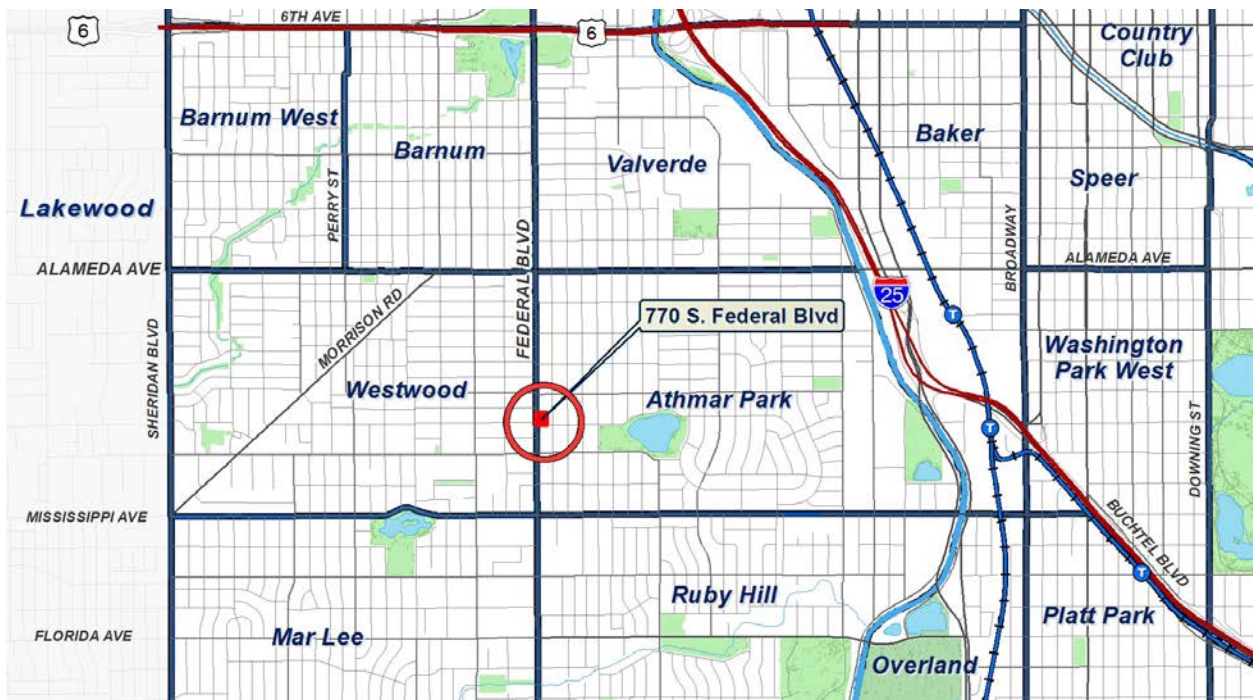 6TH AVE
6
6
Country
Club
Barnum West
Barnum
Baker
Valverde
Speer
PERRY ST
Lakewood
FEDERAL BLVD
BROADWAY
ALAMEDA AVE
ALAMEDA AVE
25
MORRISON RD
770 S. Federal Blvd
T
SHERIDAN BLVD
Washington
Park West
Westwood
Athmar Park
T
DOWNING ST
MISSISSIPPI AVE
BUCHTEL BLVD
T
Ruby Hill
Platt Park
FLORIDA AVE
Mar Lee
Overland